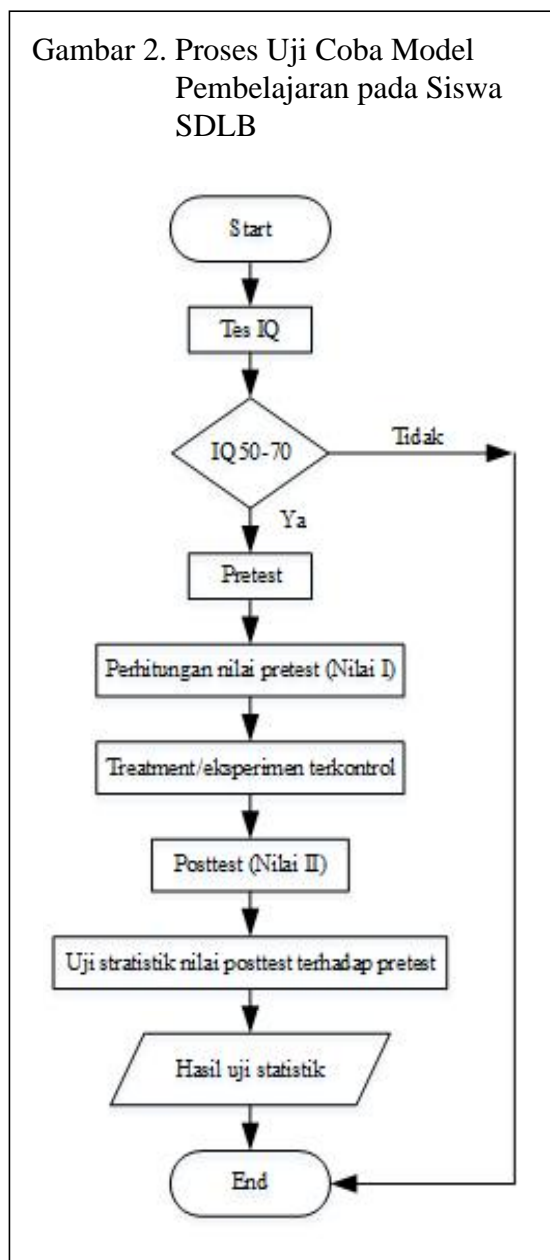 Gambar 2. Proses Uji Coba Model
Pembelajaran pada Siswa
SDLB
Start
Tes IQ
IQ 50-70
Tidak
Ya
Pretest
Perhitungan nilai pretest (Nilai I)
Treatment/eksperimen terkontrol
Posttest (Nilai II)
Uji stratistik nilai posttest terhadap pretest
Hasil uji statistik
End